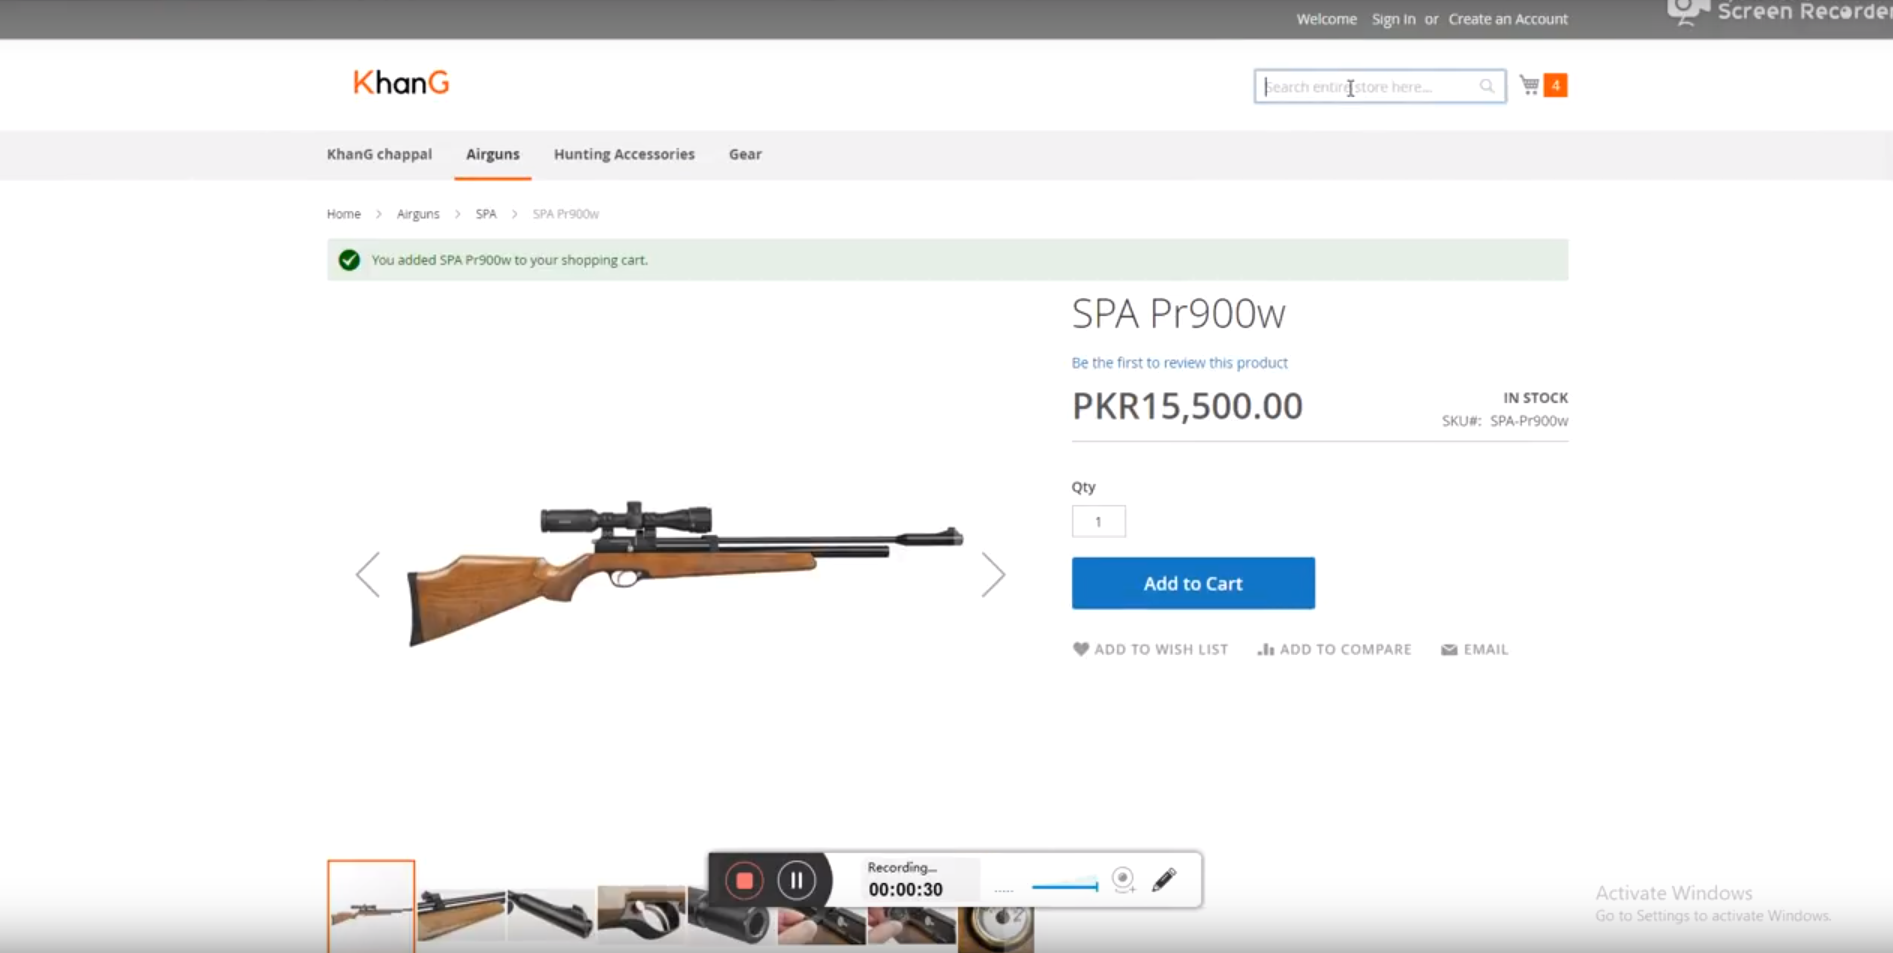 Screen Recorder
Welcome Sign In or Create an Account
KhanG
Search entire store here...
4
KhanG chappal Airguns Hunting Accessories Gear
Home > Airguns > SPA > SPA Pr900w
You added SPA Pr900w to your shopping cart.
SPA Pr900w
Be the first to review this product
PKR15,500.00
IN STOCK
SKU#: SPA-Pr900w
Qty
1
Add to Cart
ADD TO WISH LIST ADD TO COMPARE EMAIL
Recording...
00:00:30
Activate Windows
Go to Settings to activate Windows.